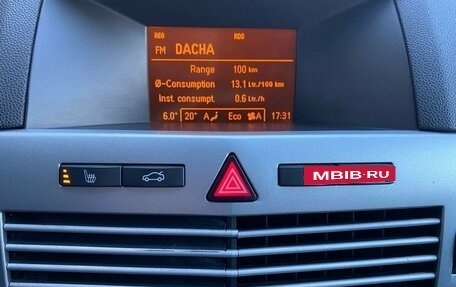 REG RDS
FM DACHA
Range 100 km
Ø-Consumption 13.1 Ltr./100 km
Inst. consumpt. 0.6 Ltr./h
6.0° 20° A Eco A 17:31
MBIB·RU